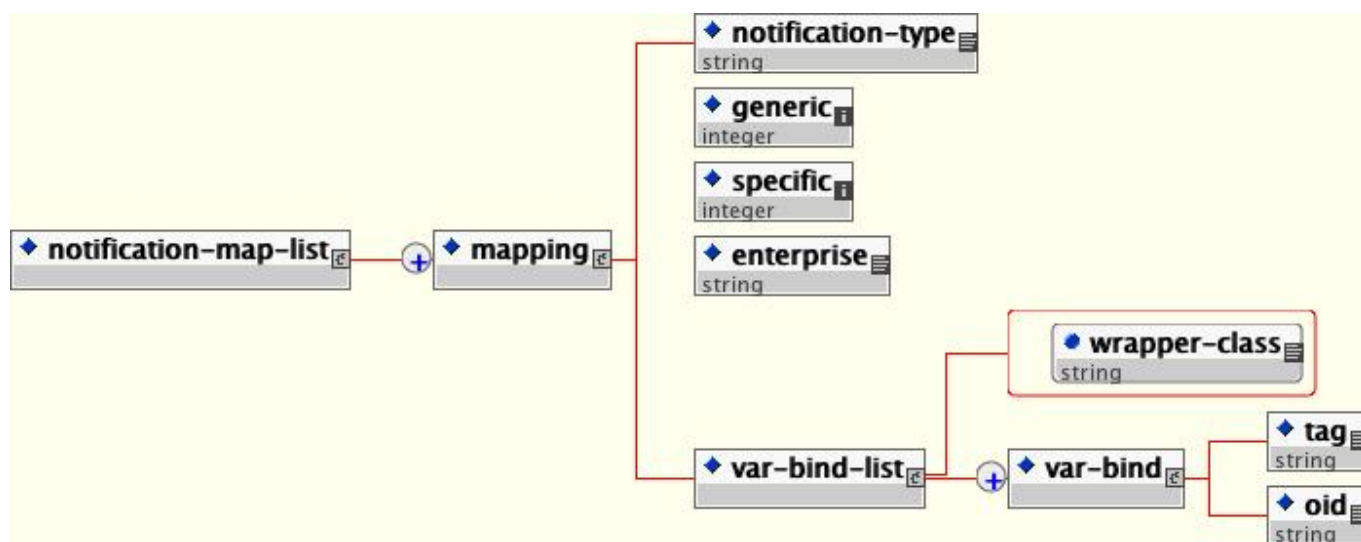 notification-type
string
generic
integer
specific
integer
notification-map-list
mapping
enterprise
string
wrapper-class
string
var-bind-list
var-bind
tag
string
oid
string